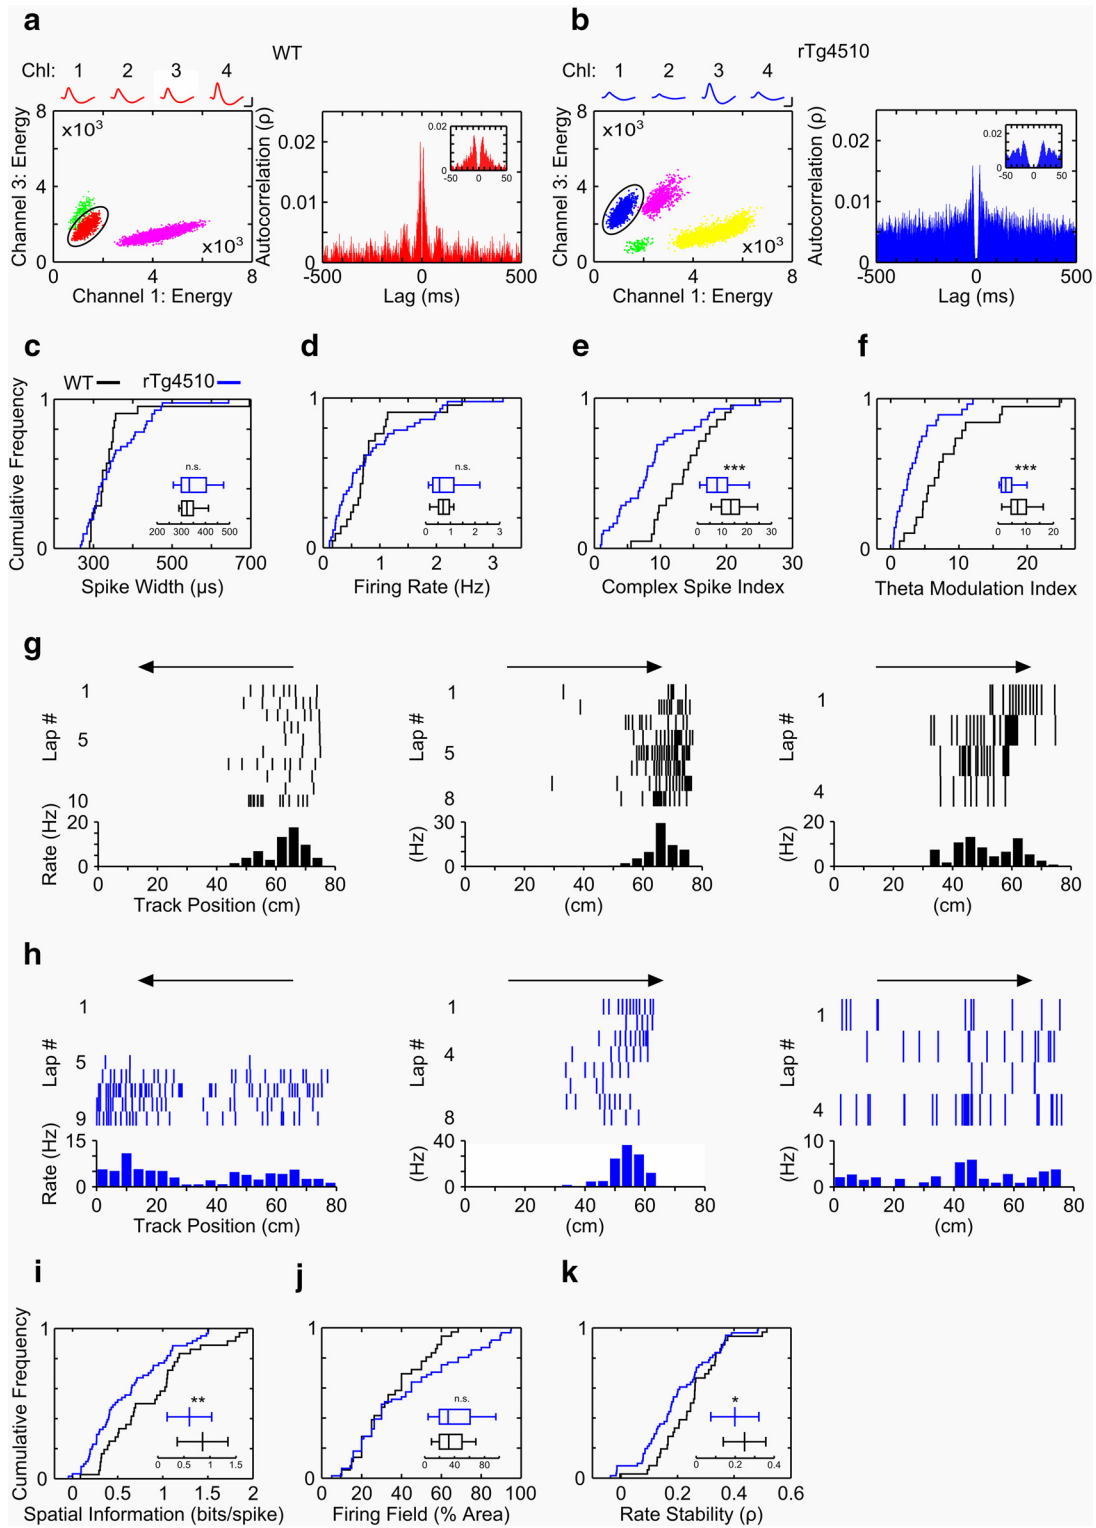 a
b
WT
rTg4510
Chl: 1 2 3 4
Chl: 1 2 3 4
8
x10³
4
0
Channel 3: Energy
x10³
0 4 8
Channel 1: Energy
Autocorrelation (ρ)
0.02
0.01
0
0.02
0
-50 0 50
-500 0 500
Lag (ms)
8
x10³
4
0
Channel 3: Energy
x10³
0 2 4 8
Channel 1: Energy
Autocorrelation (ρ)
0.02
0.01
0
0.02
0
-50 0 50
-500 0 500
Lag (ms)
c
d
e
f
WT
rTg4510
Cumulative Frequency
1
0
n.s.
200 300 400 500
300 500 700
Spike Width (µs)
1
0
n.s.
0 1 2 3
0 1 2 3
Firing Rate (Hz)
1
0
***
0 10 20 30
0 10 20 30
Complex Spike Index
1
0
***
0 10 20
0 10 20
Theta Modulation Index
g
Lap #
1
5
10
Rate (Hz)
20
0
0 20 40 60 80
Track Position (cm)
Lap #
1
5
8
(Hz)
30
0
0 20 40 60 80
(cm)
Lap #
1
4
(Hz)
20
0
0 20 40 60 80
(cm)
h
Lap #
1
5
9
Rate (Hz)
15
0
0 20 40 60 80
Track Position (cm)
Lap #
1
4
8
(Hz)
40
0
0 20 40 60 80
(cm)
Lap #
1
4
(Hz)
10
0
0 20 40 60 80
(cm)
i
j
k
Cumulative Frequency
1
0
**
0 0.5 1 1.5
0 0.5 1 1.5 2
Spatial Information (bits/spike)
1
0
n.s.
0 40 80
0 20 40 60 80 100
Firing Field (% Area)
1
0
*
0 0.2 0.4
0 0.2 0.4 0.6
Rate Stability (ρ)